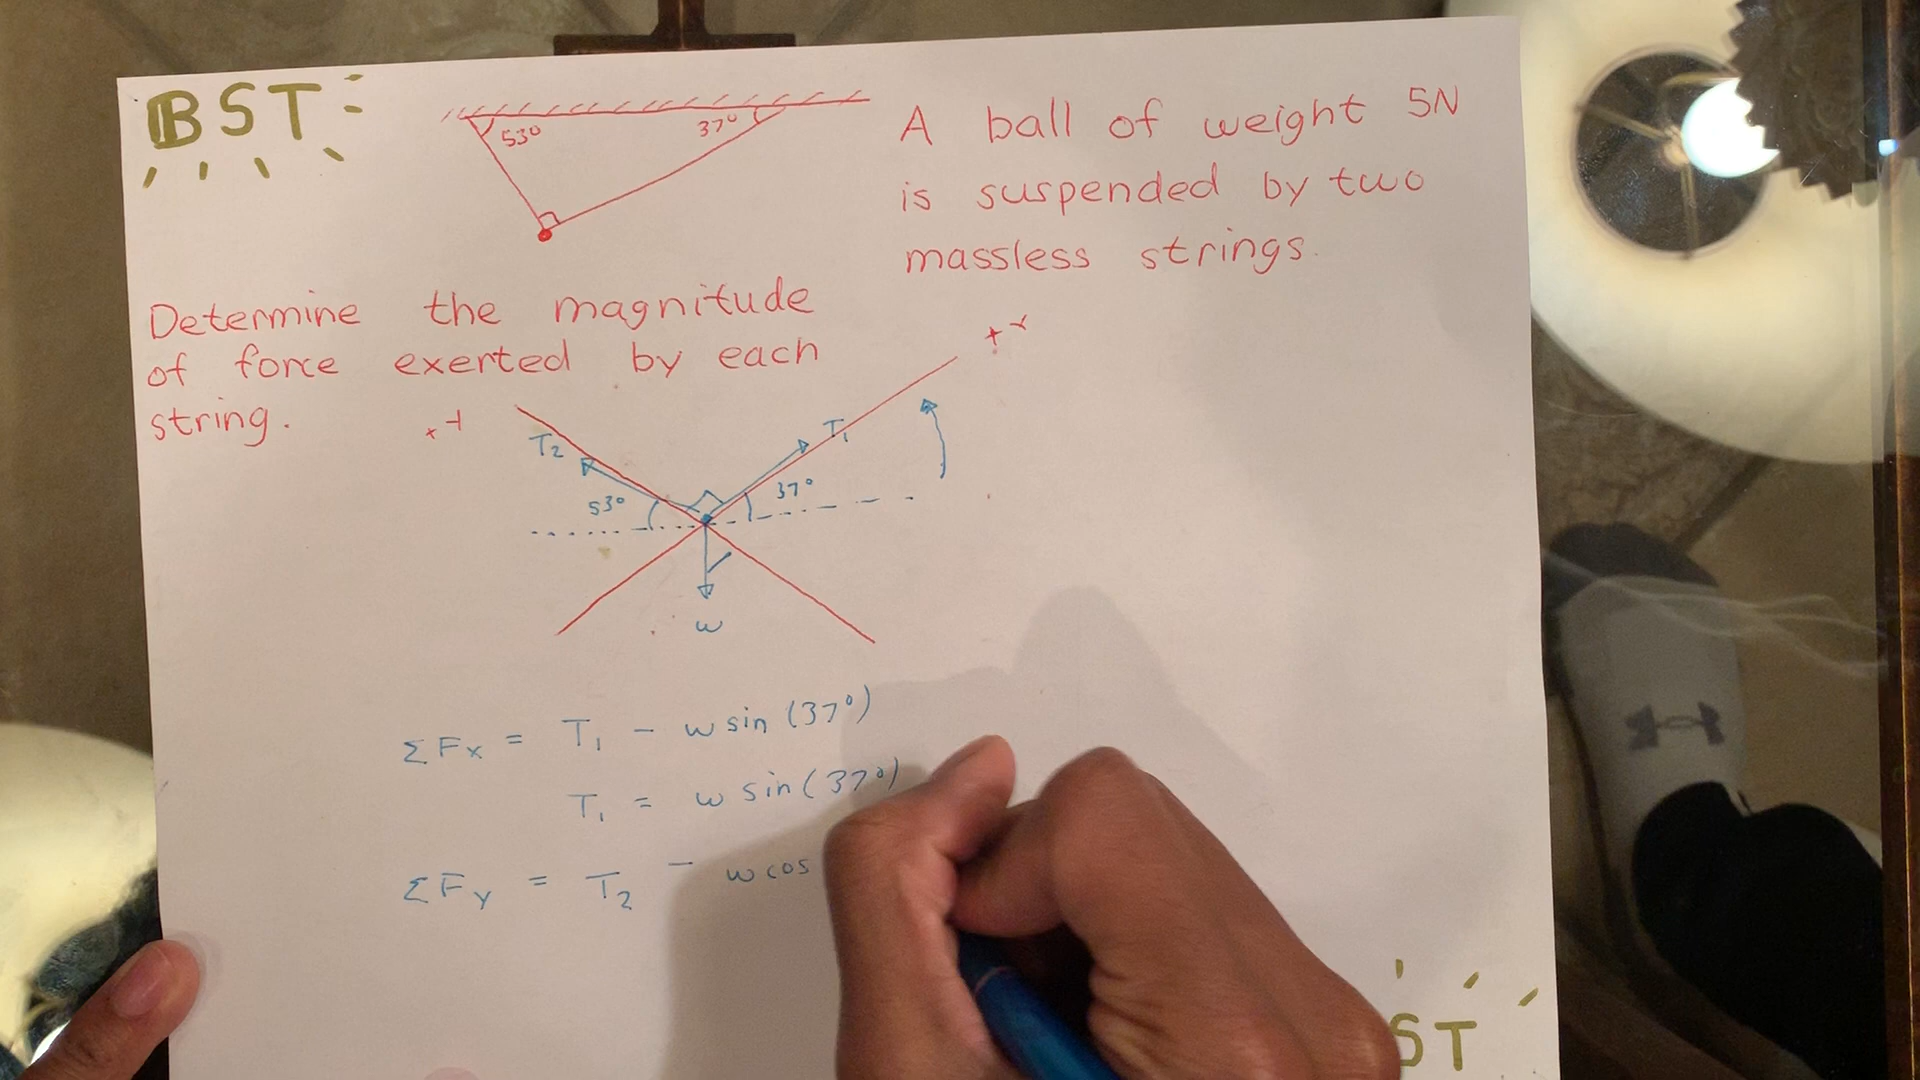 BST
53° 37°
A ball of weight 5N
is suspended by two
massless strings.
Determine the magnitude
of force exerted by each
string.
T2 T1
53° 37°
w
ΣFx = T1 - w sin (37°)
T1 = w sin (37°)
ΣFy = T2 - w cos
ST